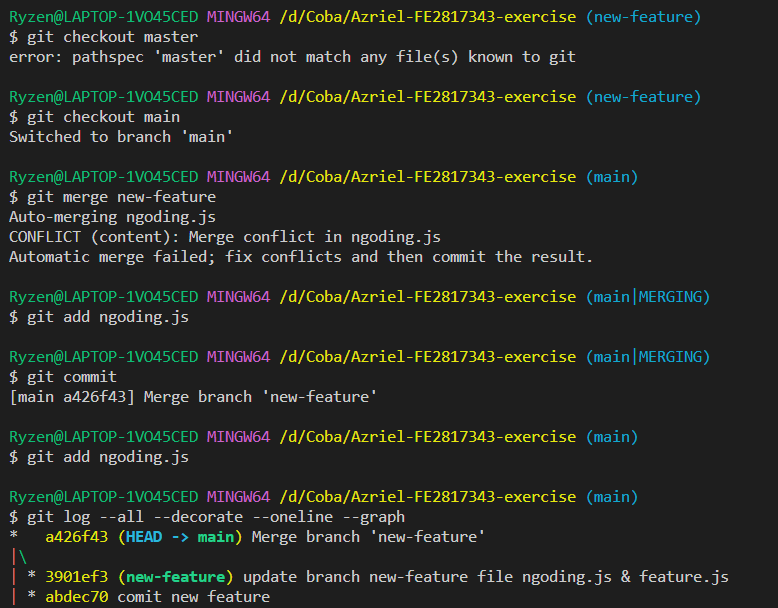 Ryzen@LAPTOP-1VO45CED MINGW64 /d/Coba/Azriel-FE2817343-exercise (new-feature)
$ git checkout master
error: pathspec 'master' did not match any file(s) known to git
Ryzen@LAPTOP-1VO45CED MINGW64 /d/Coba/Azriel-FE2817343-exercise (new-feature)
$ git checkout main
Switched to branch 'main'
Ryzen@LAPTOP-1VO45CED MINGW64 /d/Coba/Azriel-FE2817343-exercise (main)
$ git merge new-feature
Auto-merging ngoding.js
CONFLICT (content): Merge conflict in ngoding.js
Automatic merge failed; fix conflicts and then commit the result.
Ryzen@LAPTOP-1VO45CED MINGW64 /d/Coba/Azriel-FE2817343-exercise (main|MERGING)
$ git add ngoding.js
Ryzen@LAPTOP-1VO45CED MINGW64 /d/Coba/Azriel-FE2817343-exercise (main|MERGING)
$ git commit
[main a426f43] Merge branch 'new-feature'
Ryzen@LAPTOP-1VO45CED MINGW64 /d/Coba/Azriel-FE2817343-exercise (main)
$ git add ngoding.js
Ryzen@LAPTOP-1VO45CED MINGW64 /d/Coba/Azriel-FE2817343-exercise (main)
$ git log --all --decorate --oneline --graph
*   a426f43 (HEAD -> main) Merge branch 'new-feature'
|\
| * 3901ef3 (new-feature) update branch new-feature file ngoding.js & feature.js
| * abdec70 comit new feature